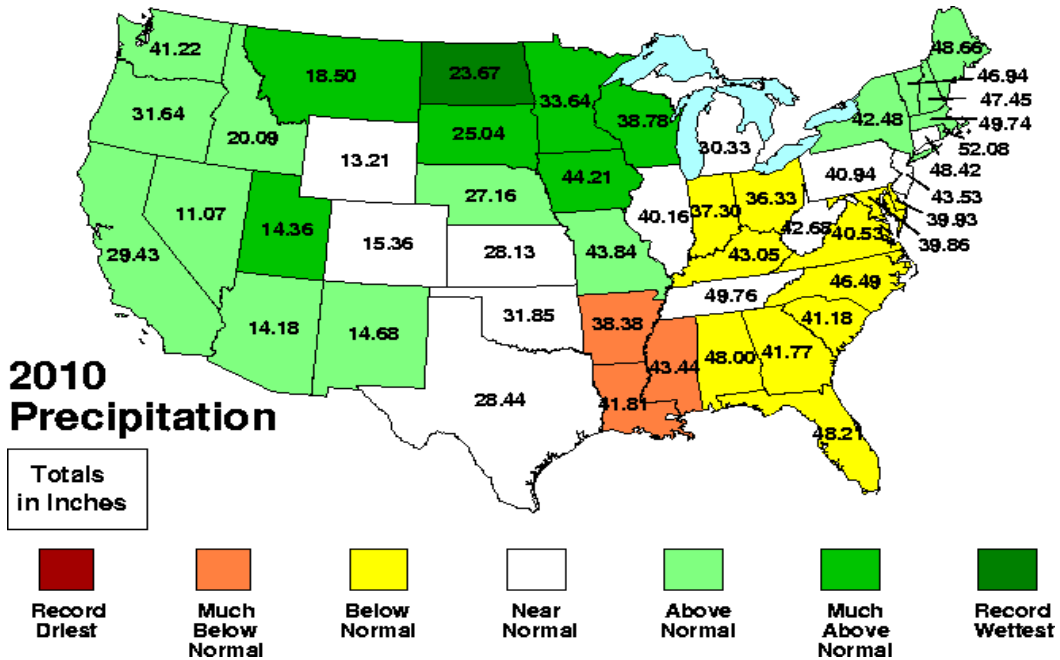 41.22
48.66
18.50
23.67
46.94
33.64
47.45
31.64
38.78
42.48
49.74
25.04
20.09
30.33
52.08
13.21
48.42
40.94
44.21
27.16
36.33
43.53
11.07
40.16
37.30
39.93
14.36
42.68
40.53
15.36
39.86
29.43
28.13
43.84
43.05
46.49
49.76
31.85
41.18
14.18
14.68
38.38
48.00
41.77
43.44
2010
Precipitation
28.44
41.81
48.21
Totals
in Inches
Record
Driest
Much
Below
Normal
Below
Normal
Near
Normal
Above
Normal
Much
Above
Normal
Record
Wettest